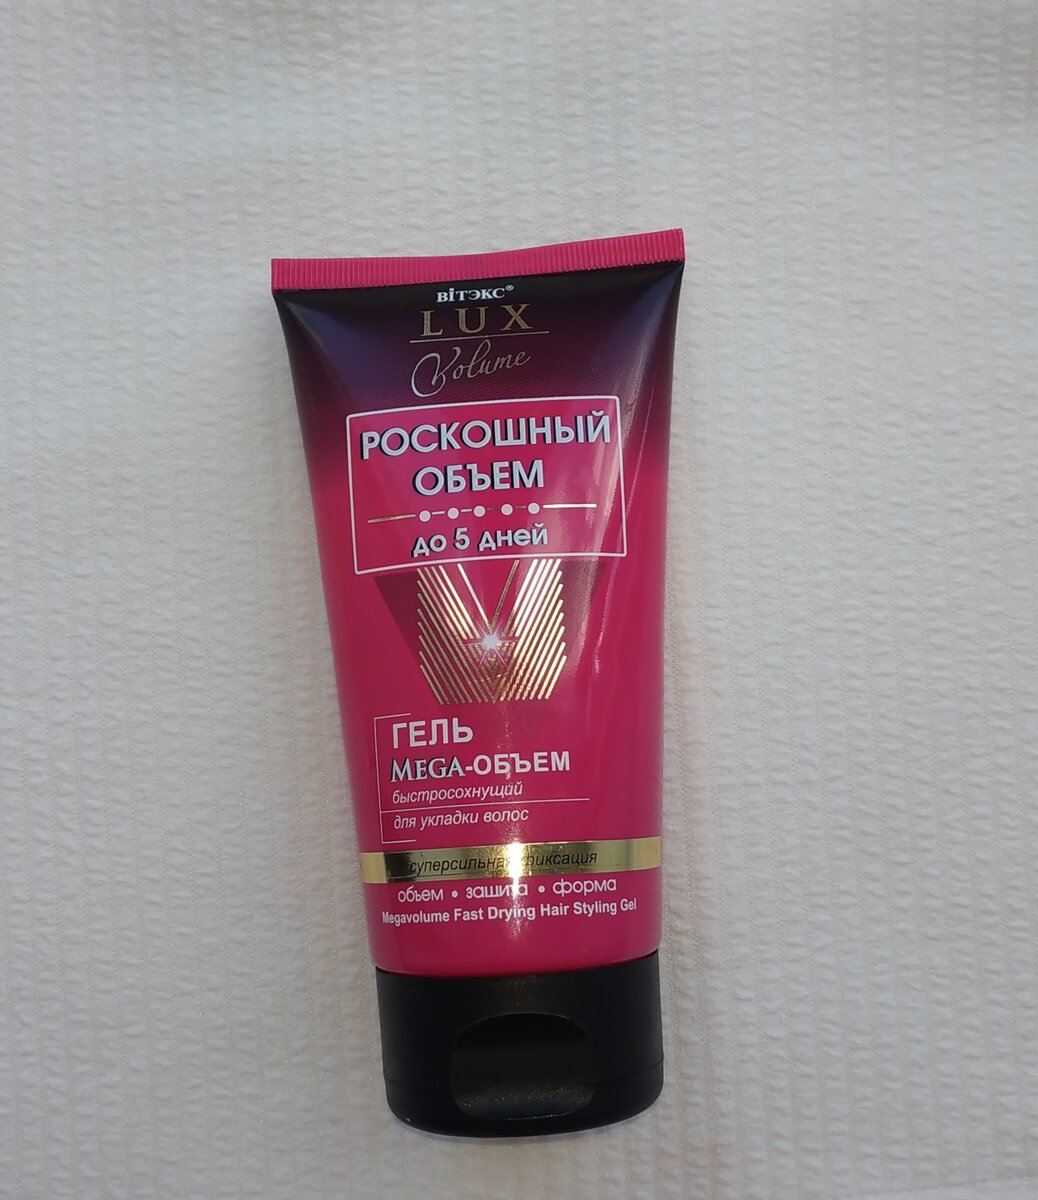 ВіТЭКС®
LUX
Volume
РОСКОШНЫЙ
ОБЪЕМ
до 5 дней
ГЕЛЬ
MEGA-ОБЪЕМ
быстросохнущий
для укладки волос
суперсильная фиксация
объем • защита • форма
Megavolume Fast Drying Hair Styling Gel